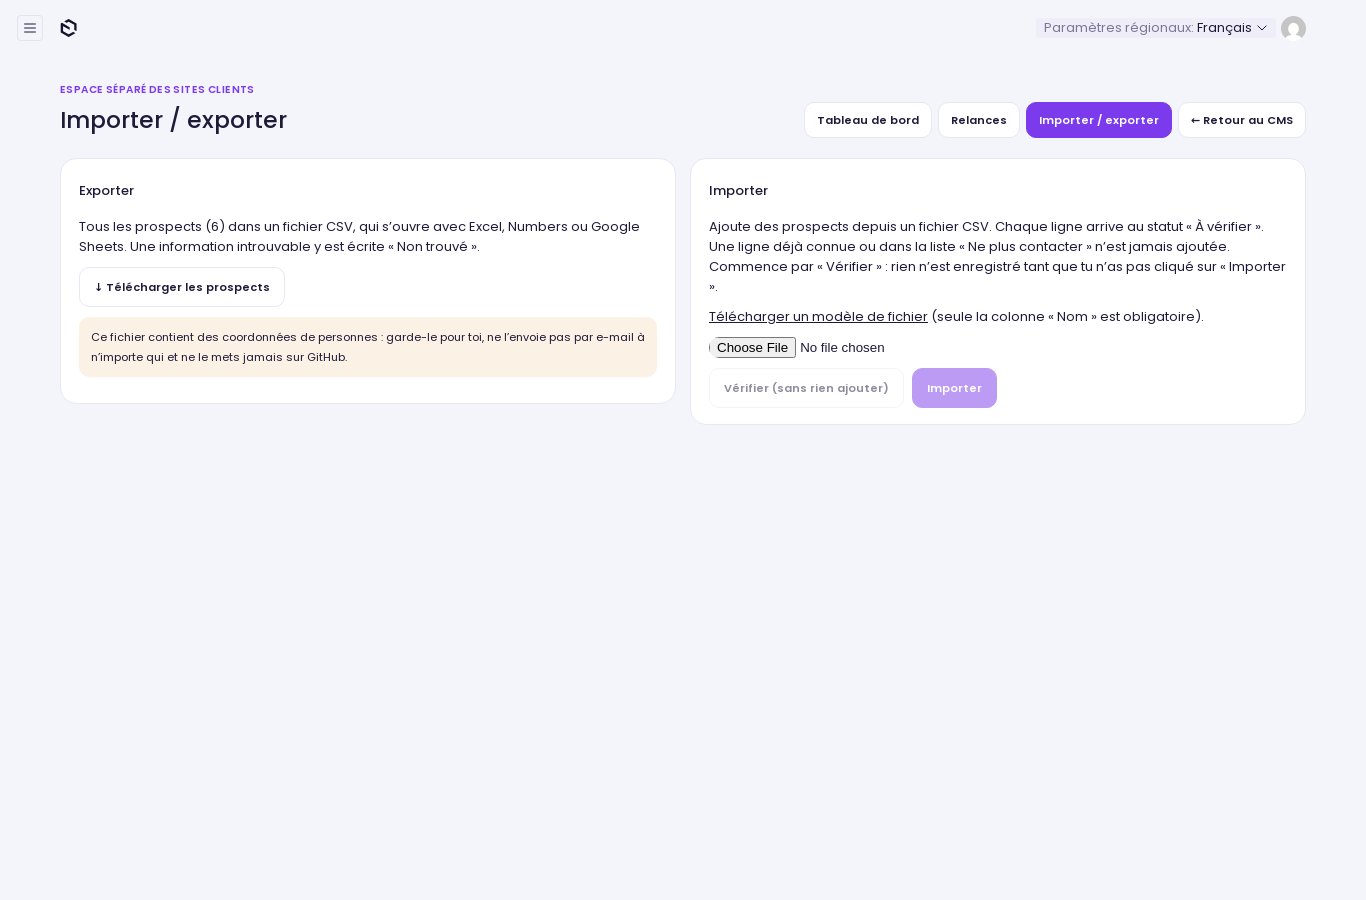 Paramètres régionaux: Français
ESPACE SÉPARÉ DES SITES CLIENTS
Importer / exporter
Tableau de bord
Relances
Importer / exporter
← Retour au CMS
Exporter
Tous les prospects (6) dans un fichier CSV, qui s’ouvre avec Excel, Numbers ou Google
Sheets. Une information introuvable y est écrite « Non trouvé ».
↓ Télécharger les prospects
Ce fichier contient des coordonnées de personnes : garde-le pour toi, ne l’envoie pas par e-mail à
n’importe qui et ne le mets jamais sur GitHub.
Importer
Ajoute des prospects depuis un fichier CSV. Chaque ligne arrive au statut « À vérifier ».
Une ligne déjà connue ou dans la liste « Ne plus contacter » n’est jamais ajoutée.
Commence par « Vérifier » : rien n’est enregistré tant que tu n’as pas cliqué sur « Importer
».
Télécharger un modèle de fichier (seule la colonne « Nom » est obligatoire).
Choose File No file chosen
Vérifier (sans rien ajouter)
Importer